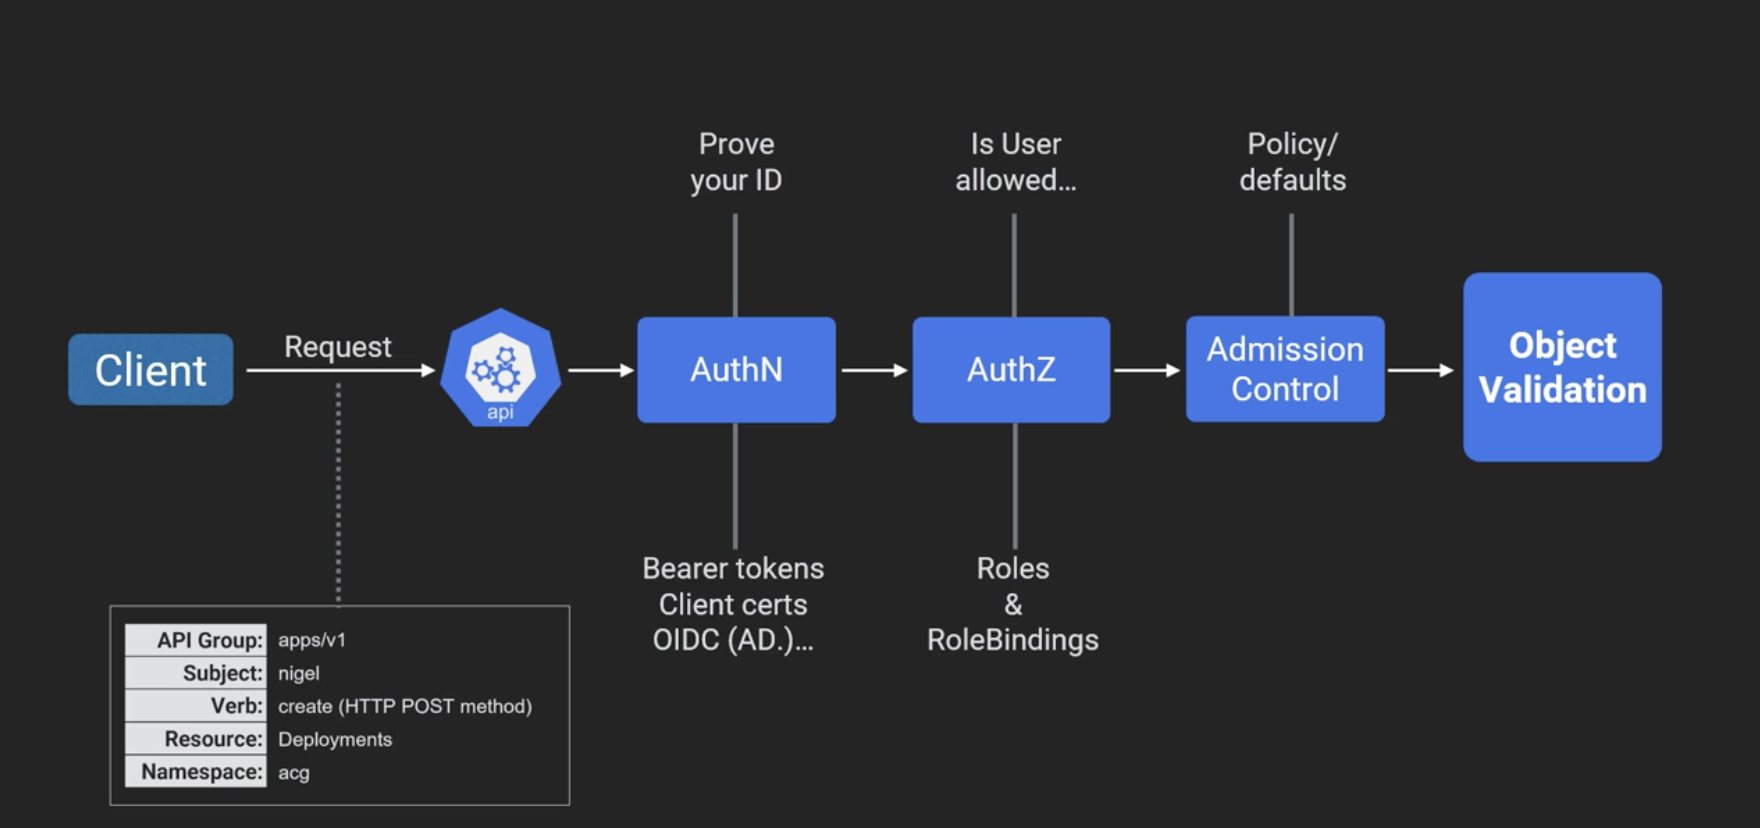 Prove
your ID
Is User
allowed...
Policy/
defaults
Client
Request
api
AuthN
AuthZ
Admission
Control
Object
Validation
Bearer tokens
Client certs
OIDC (AD.)...
Roles
&
RoleBindings
API Group: apps/v1
Subject: nigel
Verb: create (HTTP POST method)
Resource: Deployments
Namespace: acg